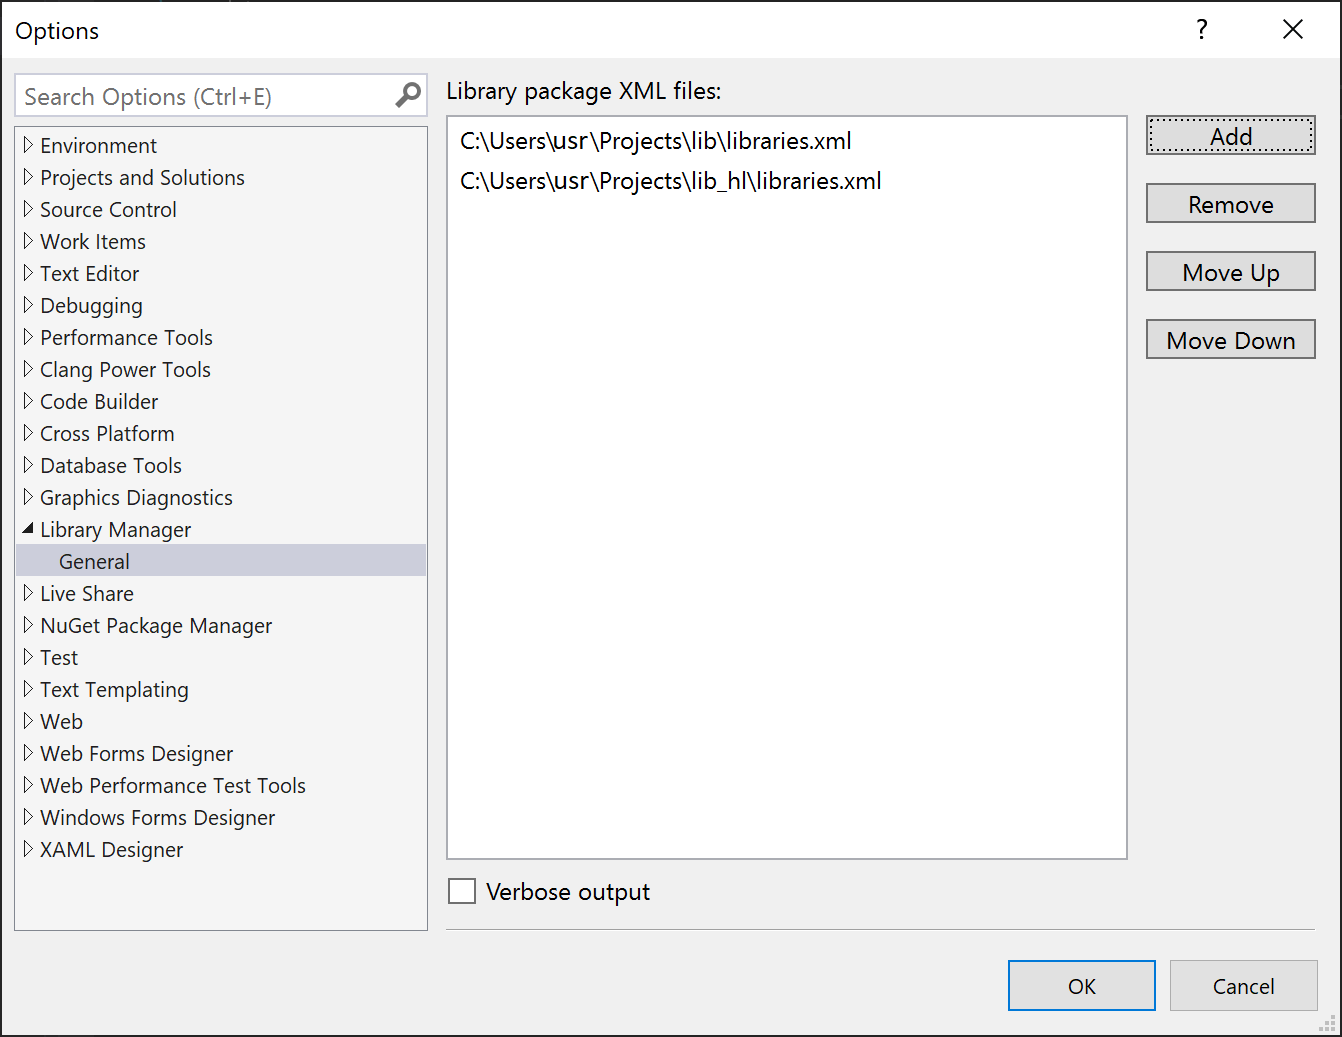 Options
?
Search Options (Ctrl+E)
Environment
Projects and Solutions
Source Control
Work Items
Text Editor
Debugging
Performance Tools
Clang Power Tools
Code Builder
Cross Platform
Database Tools
Graphics Diagnostics
Library Manager
General
Live Share
NuGet Package Manager
Test
Text Templating
Web
Web Forms Designer
Web Performance Test Tools
Windows Forms Designer
XAML Designer
Library package XML files:
C:\Users\usr\Projects\lib\libraries.xml
C:\Users\usr\Projects\lib_hl\libraries.xml
Add
Remove
Move Up
Move Down
Verbose output
OK
Cancel